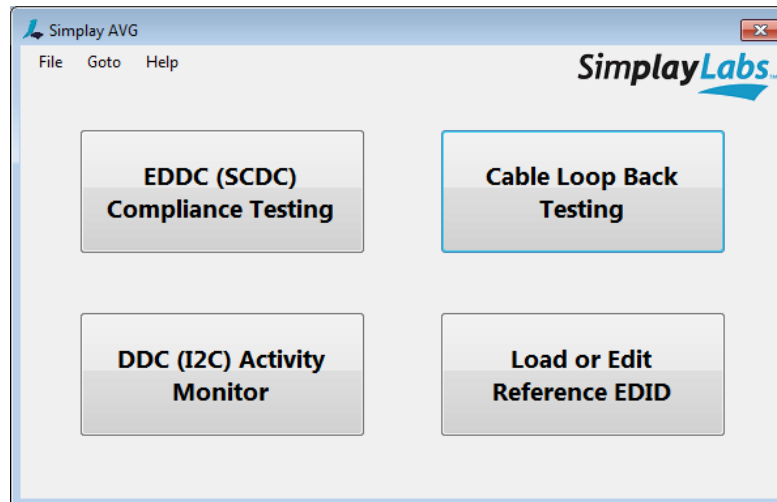 Simplay AVG
File Goto Help
SimplayLabs
EDDC (SCDC)
Compliance Testing
Cable Loop Back
Testing
DDC (I2C) Activity
Monitor
Load or Edit
Reference EDID